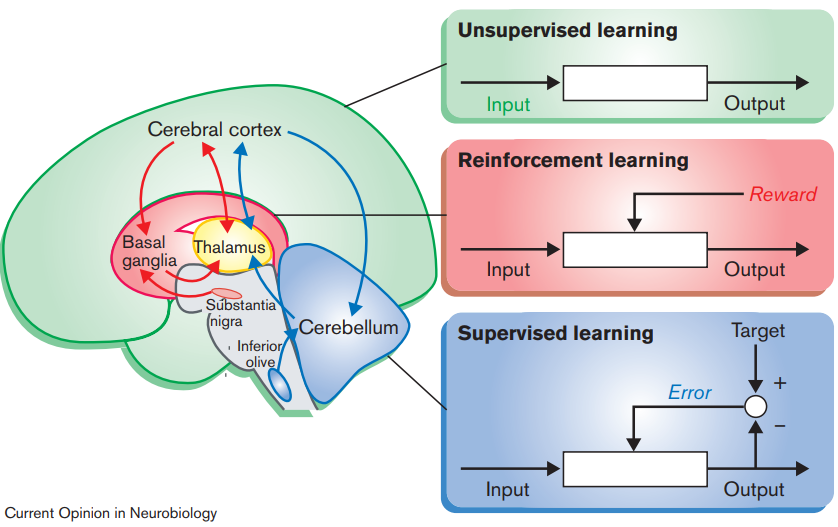 Unsupervised learning
Input
Output
Cerebral cortex
Reinforcement learning
Reward
Input
Output
Basal
ganglia
Thalamus
Substantia
nigra
Inferior
olive
Cerebellum
Supervised learning
Target
Error
+
−
Input
Output
Current Opinion in Neurobiology